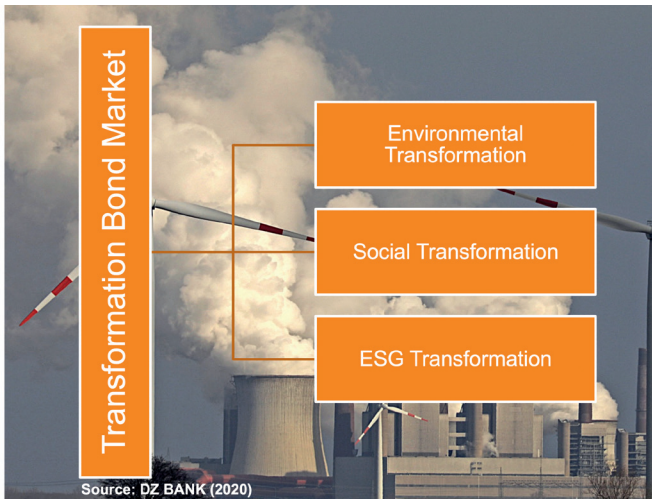 Transformation Bond Market
Environmental
Transformation
Social Transformation
ESG Transformation
Source: DZ BANK (2020)